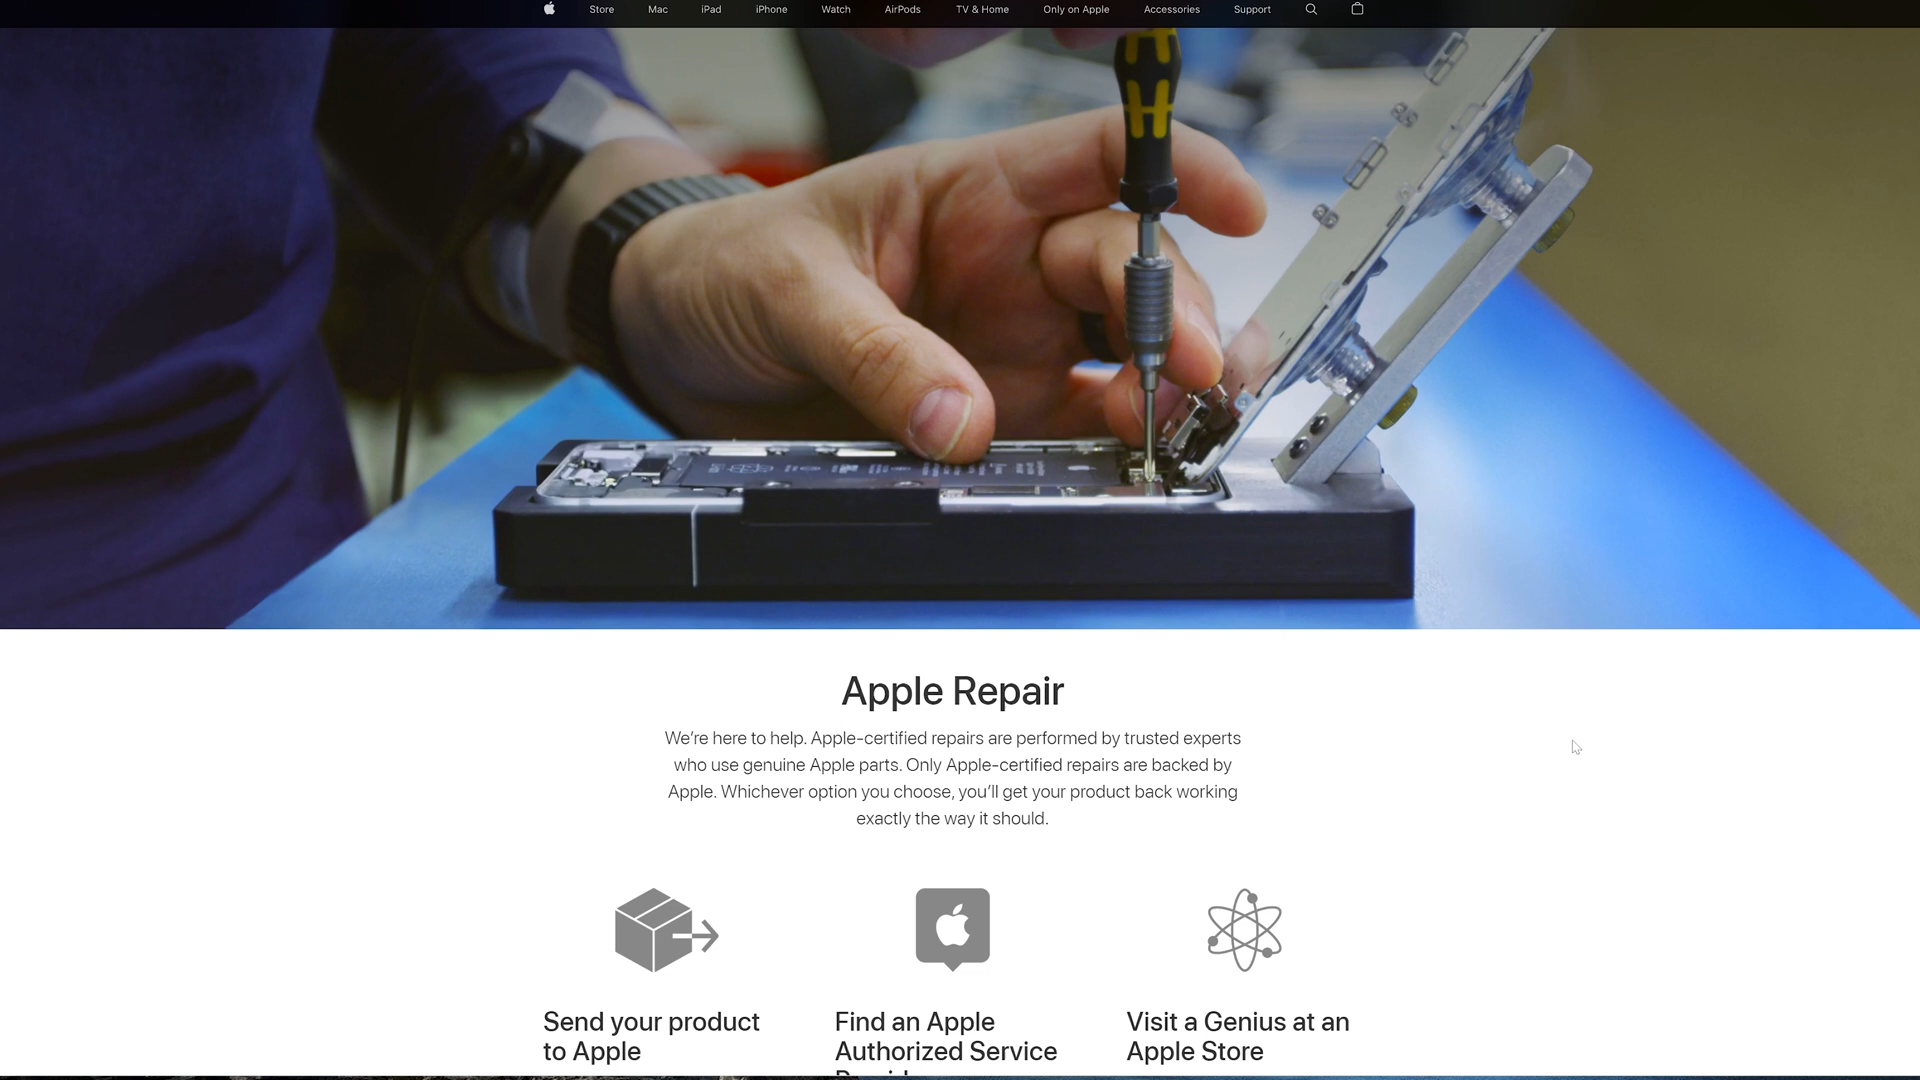 Store Mac iPad iPhone Watch AirPods TV & Home Only on Apple Accessories Support
Apple Repair
We're here to help. Apple-certified repairs are performed by trusted experts
who use genuine Apple parts. Only Apple-certified repairs are backed by
Apple. Whichever option you choose, you'll get your product back working
exactly the way it should.
Send your product
to Apple
Find an Apple
Authorized Service
Visit a Genius at an
Apple Store